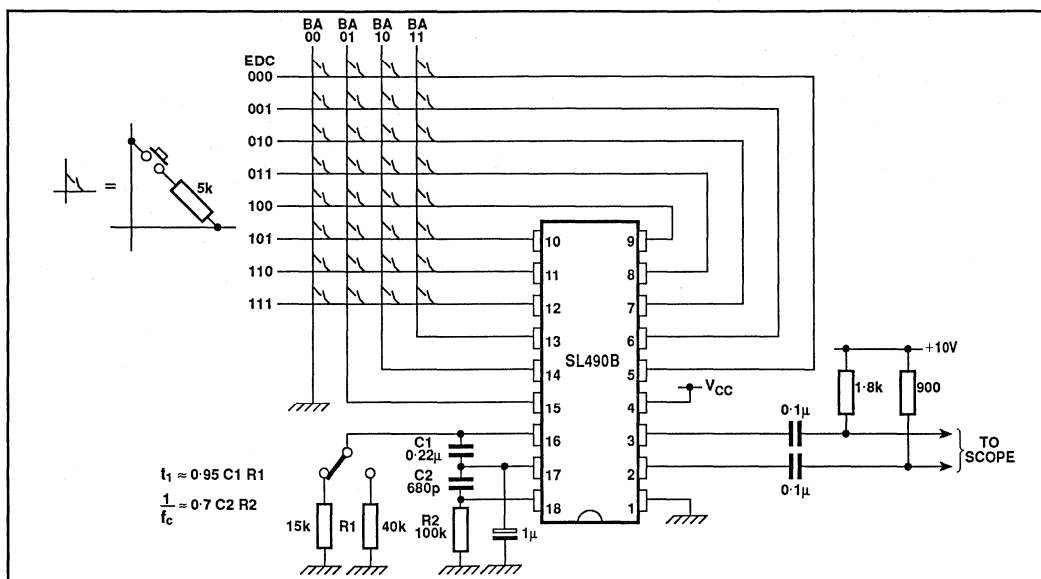 BA BA BA BA
00 01 10 11
EDC
000
001
010
011
100
101
110
111
=
5k
10 9
11 8
12 7
13 6
14 5
15 4
16 3
17 2
18 1
SL490B
VCC
+10V
1·8k 900
0·1µ
0·1µ
TO
SCOPE
C1
0·22µ
C2
680p
R2
100k
1µ
15k R1 40k
t1 ≈ 0·95 C1 R1
1/fc ≈ 0·7 C2 R2